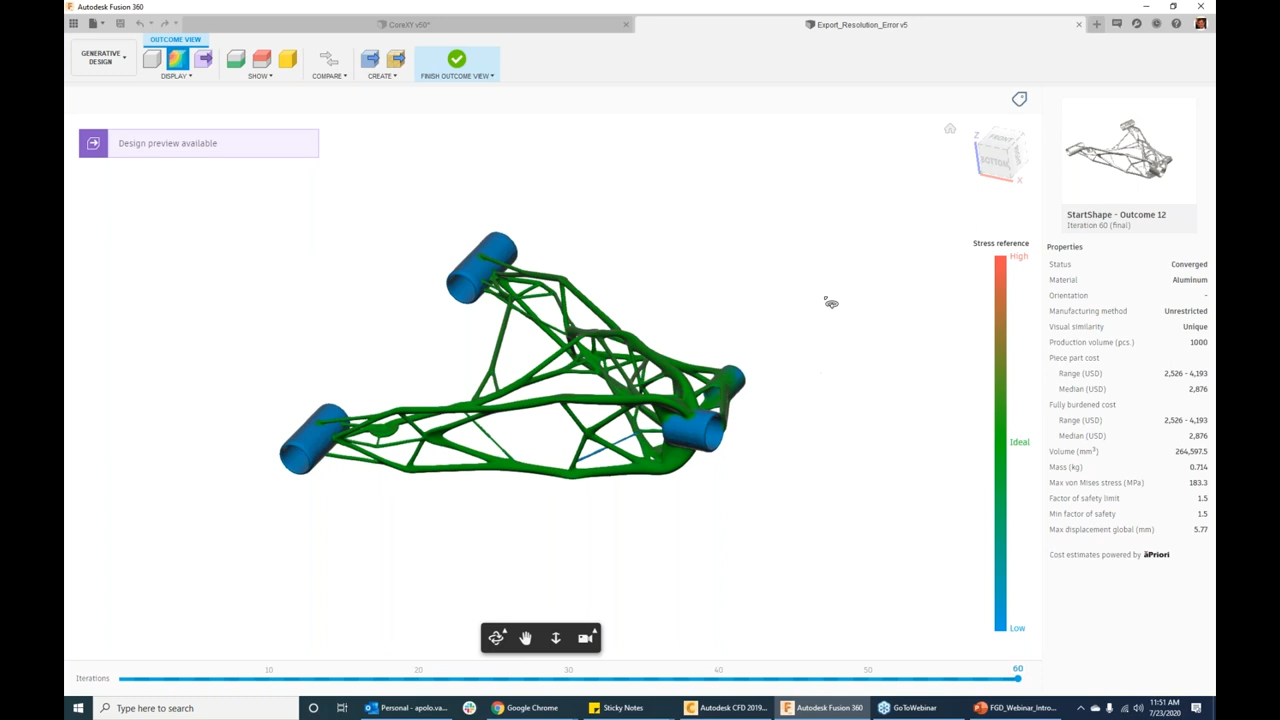 Autodesk Fusion 360
CoreXY v50*
Export_Resolution_Error v5
OUTCOME VIEW
GENERATIVE
DESIGN
DISPLAY
SHOW
COMPARE
CREATE
FINISH OUTCOME VIEW
Design preview available
Z
FRONT
BOTTOM
X
StartShape - Outcome 12
Iteration 60 (final)
Stress reference
High
Ideal
Low
Properties
Status Converged
Material Aluminum
Orientation -
Manufacturing method Unrestricted
Visual similarity Unique
Production volume (pcs.) 1000
Piece part cost
Range (USD) 2,526 - 4,193
Median (USD) 2,876
Fully burdened cost
Range (USD) 2,526 - 4,193
Median (USD) 2,876
Volume (mm³) 264,597.5
Mass (kg) 0.714
Max von Mises stress (MPa) 183.3
Factor of safety limit 1.5
Min factor of safety 1.5
Max displacement global (mm) 5.77
Cost estimates powered by aPriori
10 20 30 40 50 60
Iterations
Type here to search
Personal - apolo.va...
Google Chrome
Sticky Notes
Autodesk CFD 2019...
Autodesk Fusion 360
GoToWebinar
FGD_Webinar_Intro...
11:51 AM
7/23/2020